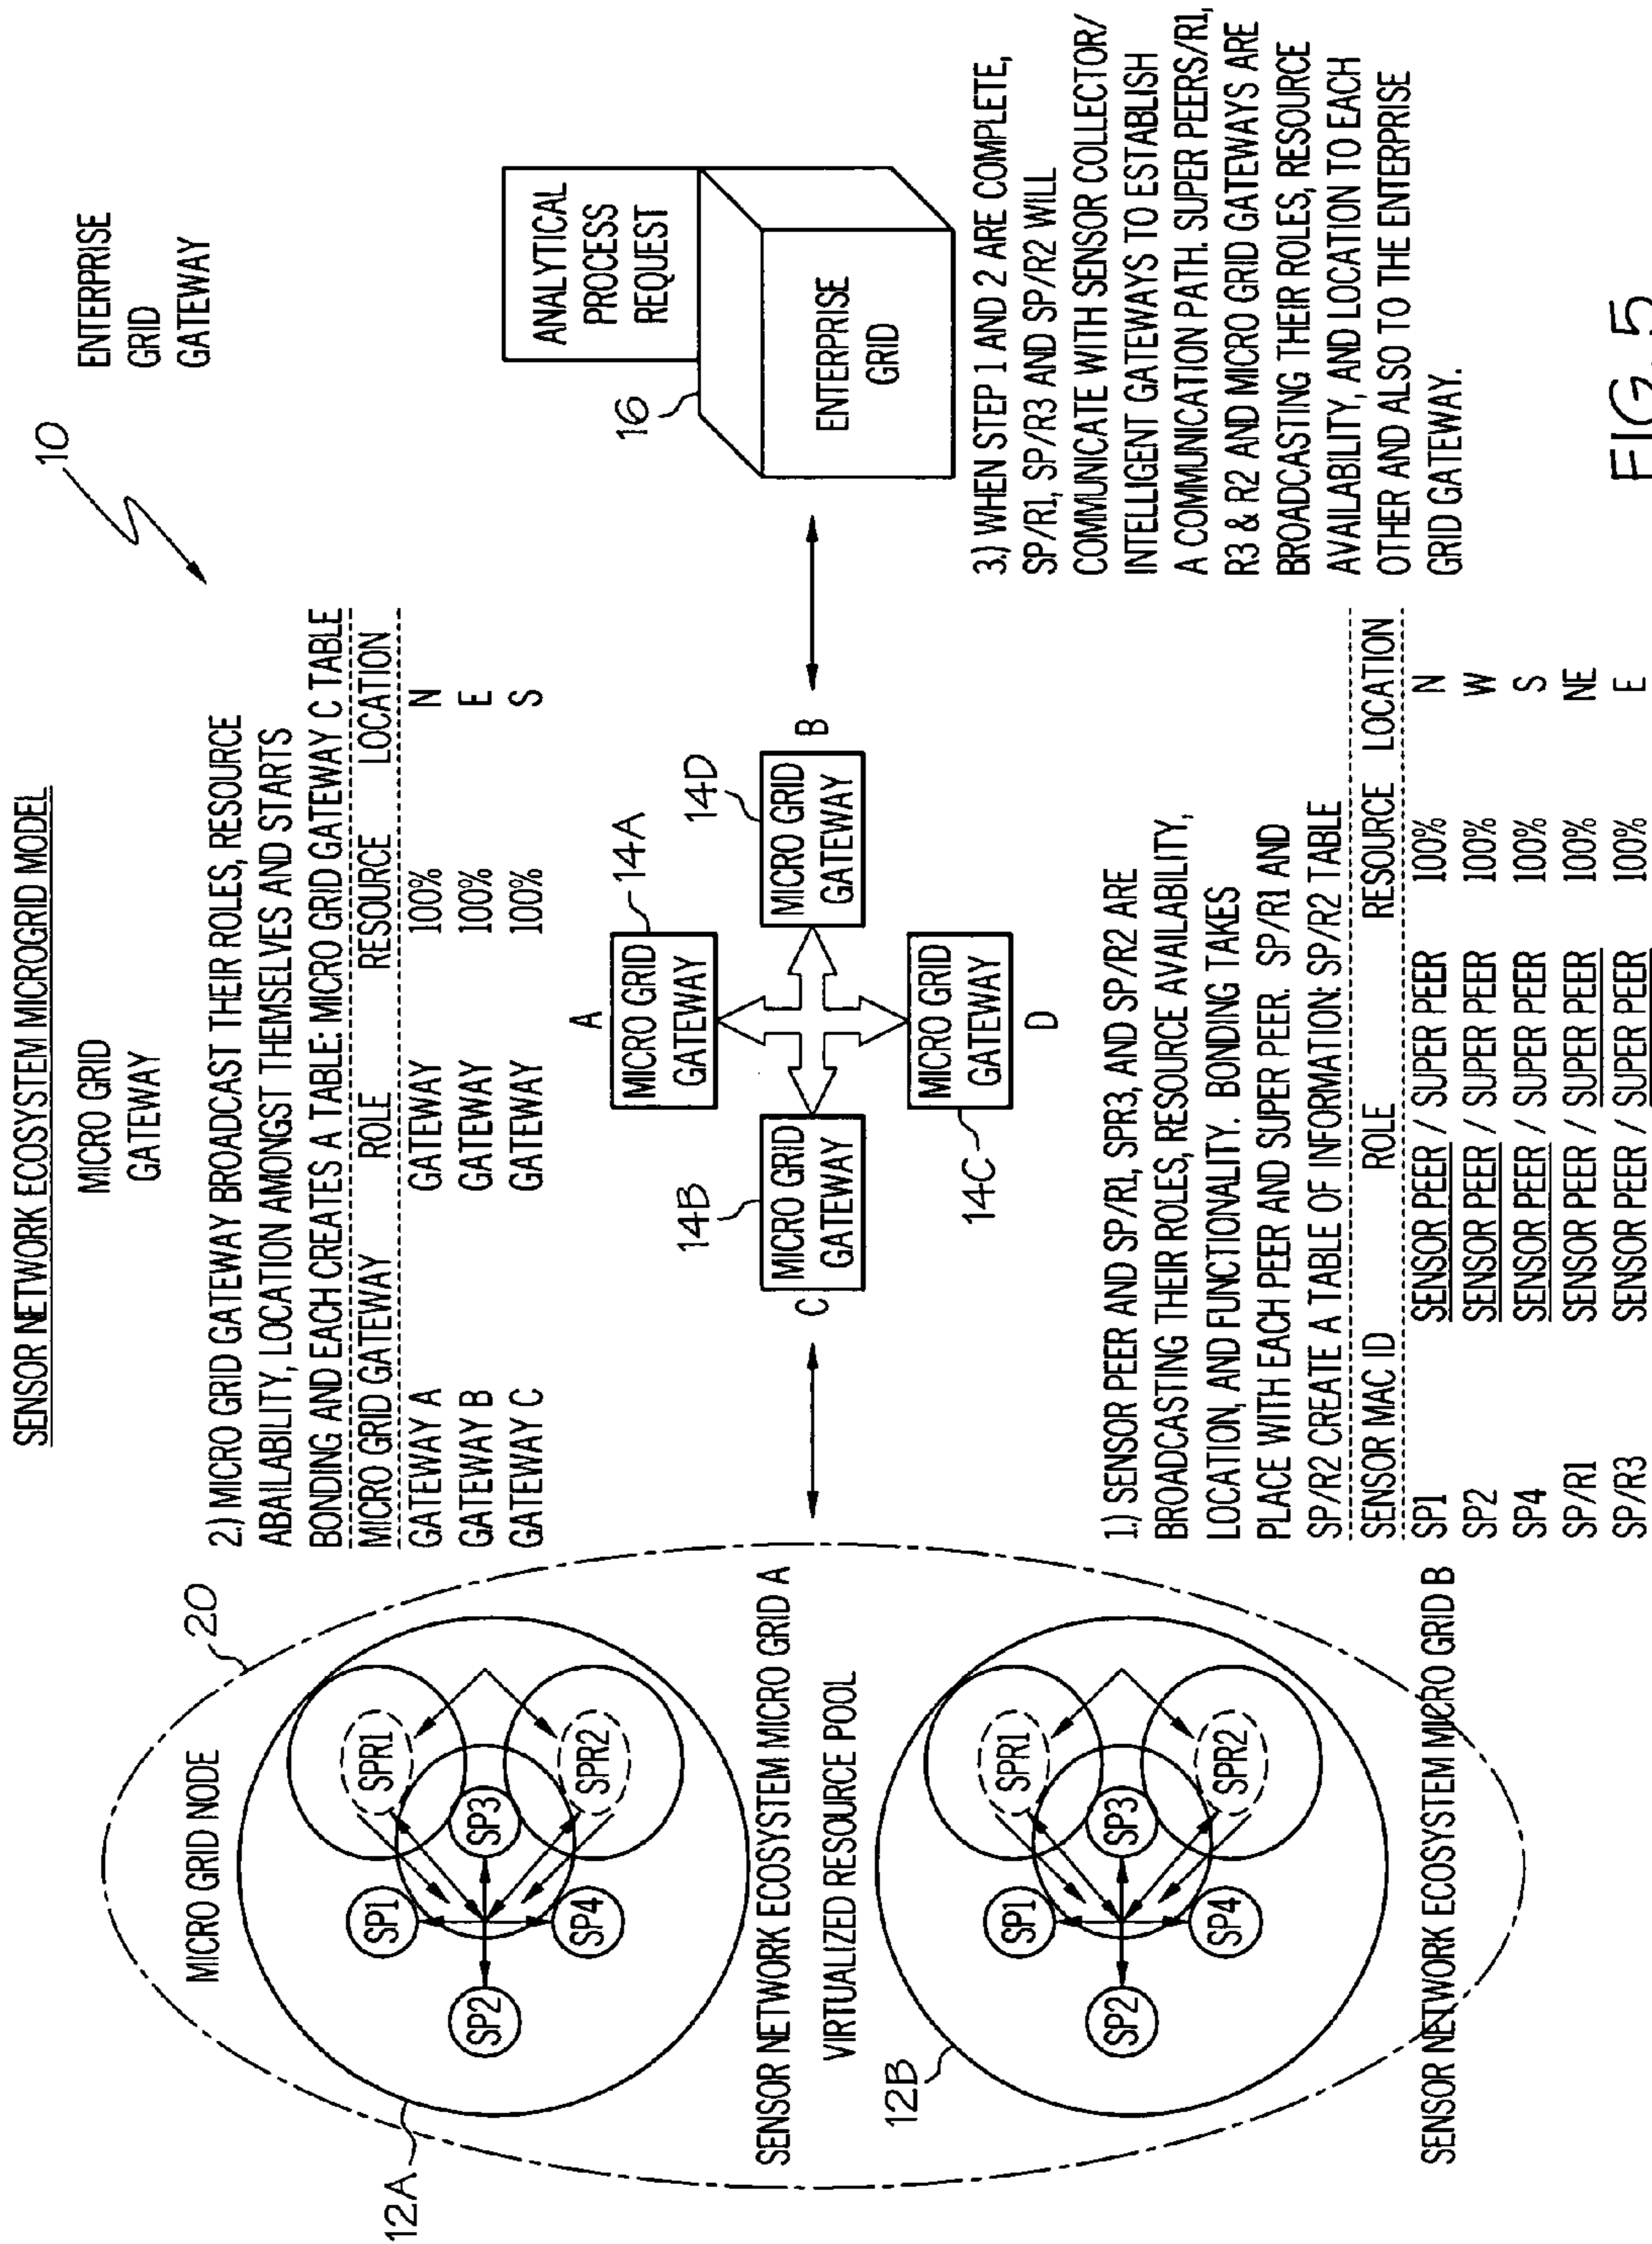 SENSOR NETWORK ECOSYSTEM MICROGRID MODEL
MICRO GRID
GATEWAY
ENTERPRISE
GRID
GATEWAY
10
20
MICRO GRID NODE
12A
SP1
SP2
SP3
SP4
SPR1
SPR2
SENSOR NETWORK ECOSYSTEM MICRO GRID A
VIRTUALIZED RESOURCE POOL
12B
SP1
SP2
SP3
SP4
SPR1
SPR2
SENSOR NETWORK ECOSYSTEM MICRO GRID B
2) MICRO GRID GATEWAY BROADCAST THEIR ROLES, RESOURCE
ABAILABILITY, LOCATION AMONGST THEMSELVES AND STARTS
BONDING AND EACH CREATES A TABLE: MICRO GRID GATEWAY C TABLE
MICRO GRID GATEWAY ROLE RESOURCE LOCATION
GATEWAY A GATEWAY 100% N
GATEWAY B GATEWAY 100% E
GATEWAY C GATEWAY 100% S
A
MICRO GRID
GATEWAY
14A
C
MICRO GRID
GATEWAY
14B
MICRO GRID
GATEWAY
14D
B
MICRO GRID
GATEWAY
14C
D
1.) SENSOR PEER AND SP/R1, SPR3, AND SP/R2 ARE
BROADCASTING THEIR ROLES, RESOURCE AVAILABILITY,
LOCATION, AND FUNCTIONALITY. BONDING TAKES
PLACE WITH EACH PEER AND SUPER PEER. SP/R1 AND
SP/R2 CREATE A TABLE OF INFORMATION: SP/R2 TABLE
SENSOR MAC ID ROLE RESOURCE LOCATION
SP1 SENSOR PEER / SUPER PEER 100% N
SP2 SENSOR PEER / SUPER PEER 100% W
SP4 SENSOR PEER / SUPER PEER 100% S
SP/R1 SENSOR PEER / SUPER PEER 100% NE
SP/R3 SENSOR PEER / SUPER PEER 100% E
ANALYTICAL
PROCESS
REQUEST
16
ENTERPRISE
GRID
3.) WHEN STEP 1 AND 2 ARE COMPLETE,
SP/R1, SP/R3 AND SP/R2 WILL
COMMUNICATE WITH SENSOR COLLECTOR/
INTELLIGENT GATEWAYS TO ESTABLISH
A COMMUNICATION PATH. SUPER PEERS/R1,
R3 & R2 AND MICRO GRID GATEWAYS ARE
BROADCASTING THEIR ROLES, RESOURCE
AVAILABILITY, AND LOCATION TO EACH
OTHER AND ALSO TO THE ENTERPRISE
GRID GATEWAY.
FIG. 5